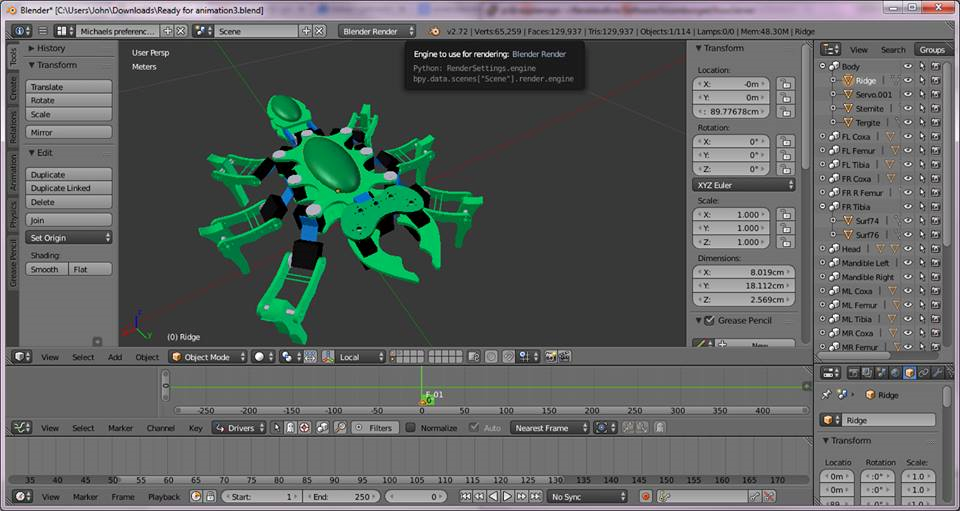 Blender* [C:\Users\John\Downloads\Ready for animation3.blend]
Michaels preferenc...
Scene
Blender Render
v2.72 | Verts:65,259 | Faces:129,937 | Tris:129,937 | Objects:1/114 | Lamps:0/0 | Mem:48.30M | Ridge
Engine to use for rendering: Blender Render
Python: RenderSettings.engine
bpy.data.scenes["Scene"].render.engine
Tools
Create
Relations
Animation
Physics
Grease Pencil
History
Transform
Translate
Rotate
Scale
Mirror
Edit
Duplicate
Duplicate Linked
Delete
Join
Set Origin
Shading:
Smooth Flat
User Persp
Meters
(0) Ridge
Transform
Location:
X: -0m
Y: 0m
: 89.77678cm
Rotation:
X: 0°
Y: 0°
Z: 0°
XYZ Euler
Scale:
X: 1.000
Y: 1.000
Z: 1.000
Dimensions:
X: 8.019cm
Y: 18.112cm
Z: 2.569cm
Grease Pencil
New
View Search Groups
Body
Ridge
Servo.001
Sternite
Tergite
FL Coxa
FL Femur
FL Tibia
FR Coxa
FR R Femur
FR Tibia
Surf74
Surf76
Head
Mandible Left
Mandible Right
ML Coxa
ML Femur
ML Tibia
MR Coxa
MR Femur
View Select Add Object Object Mode Local
-250 -200 -150 -100 -50 0 50 100 150 200 250 300 350 400
View Select Marker Channel Key Drivers Filters Normalize Auto Nearest Frame
35 40 45 50 55 60 65 70 75 80 85 90 95 100 105 110 115 120 125 130 135 140 145 150 155 160 165 170
View Marker Frame Playback Start: 1 End: 250 0 No Sync
Ridge
Ridge
Transform
Locatio Rotation Scale:
0m :0° 1.0
0m :0° 1.0